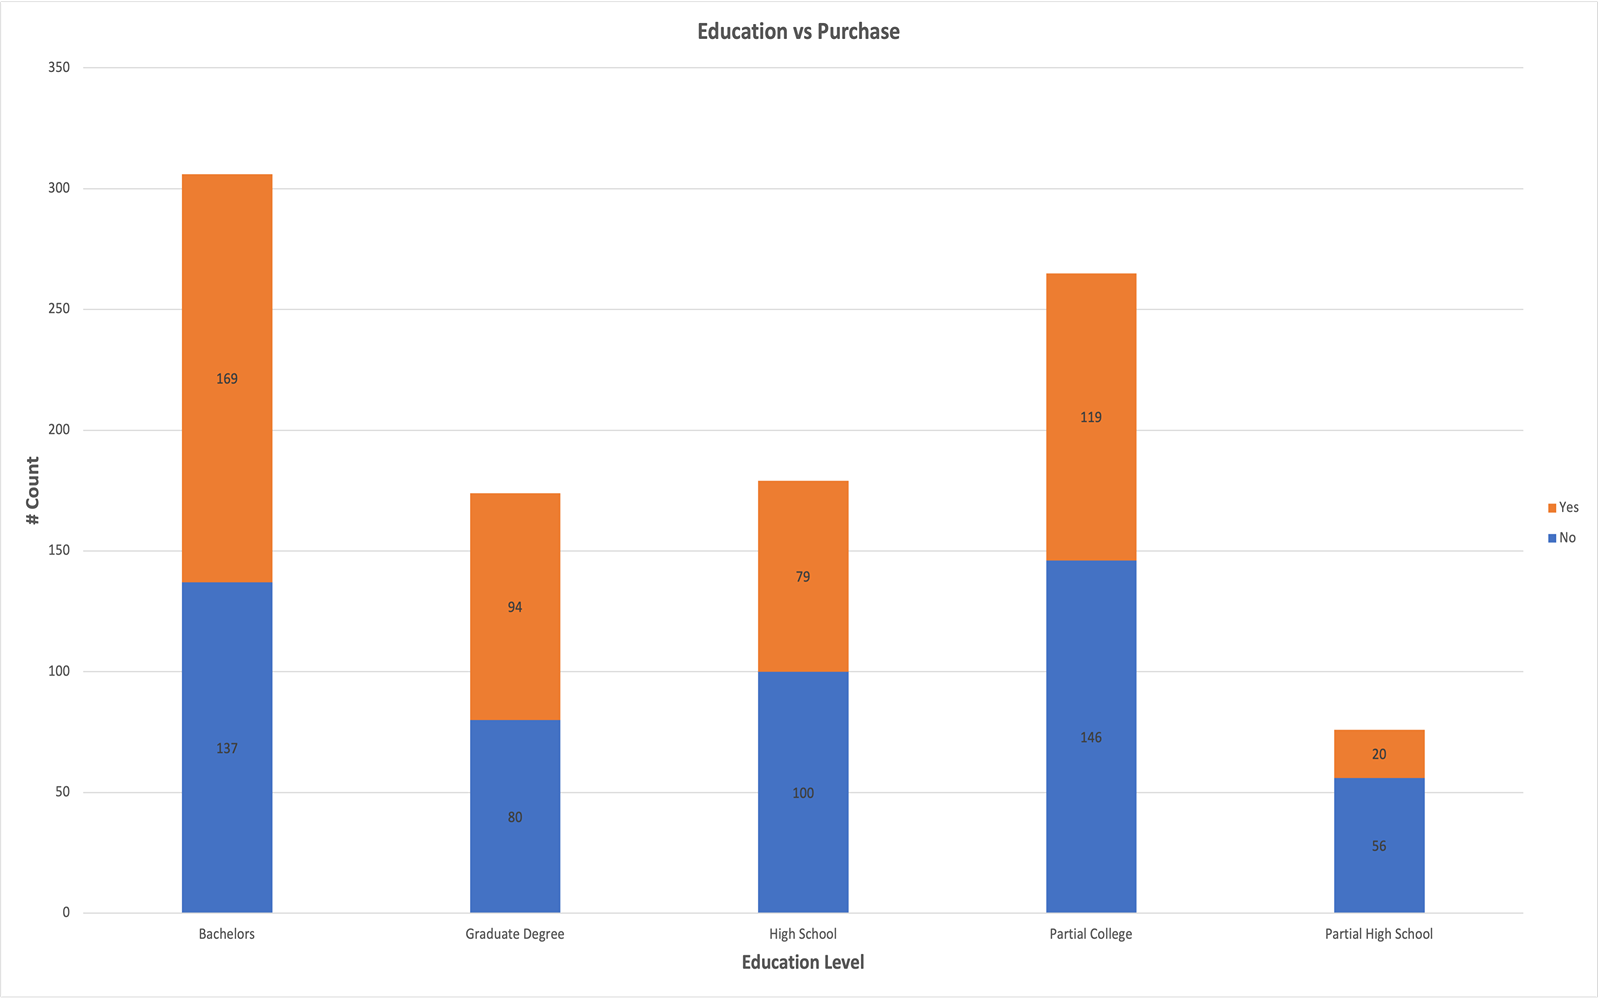 Education vs Purchase
350
300
250
200
150
100
50
0
# Count
169
137
94
80
79
100
119
146
20
56
Yes
No
Bachelors
Graduate Degree
High School
Partial College
Partial High School
Education Level